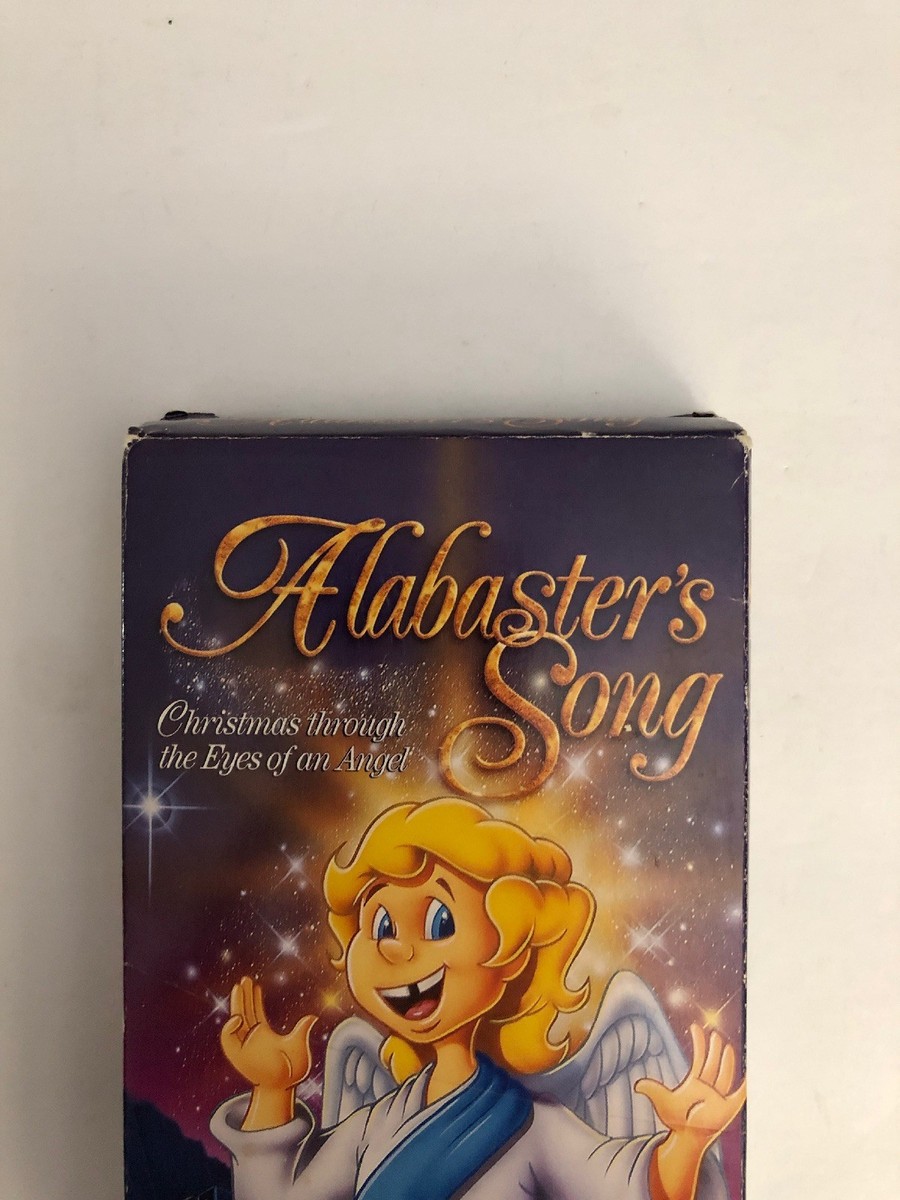 Alabaster's
Song
Christmas through
the Eyes of an Angel